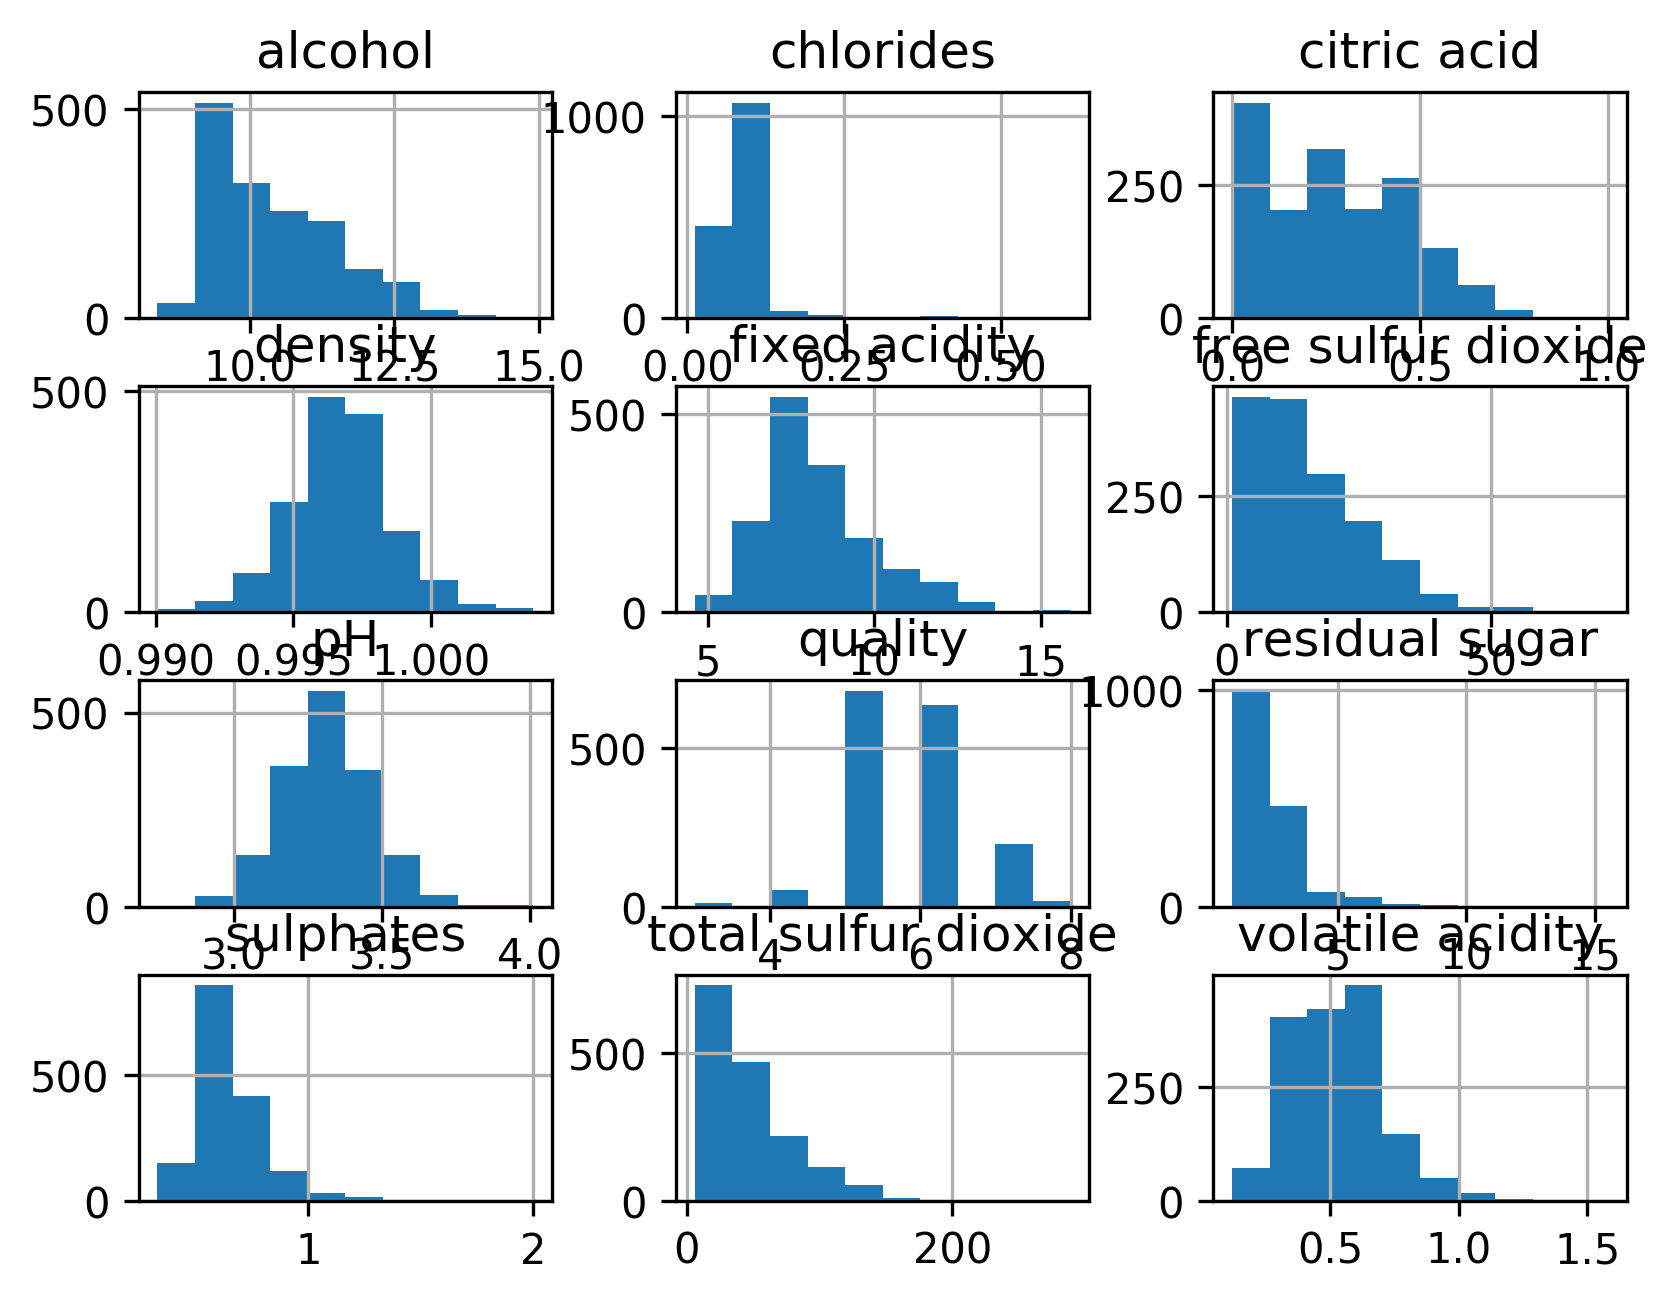 alcohol chlorides citric acid
500 1000
250
0 0 0
10.0 12.5 15.0 0.00 0.25 0.50 0.0 0.5 1.0
density fixed acidity free sulfur dioxide
500 500
250
0 0 0
0.990 0.995 1.000 5 10 15 0 50
pH quality residual sugar
500 500 1000
0 0 0
3.0 3.5 4.0 4 6 8 5 10 15
sulphates total sulfur dioxide volatile acidity
500 500 250
0 0 0
1 2 0 200 0.5 1.0 1.5